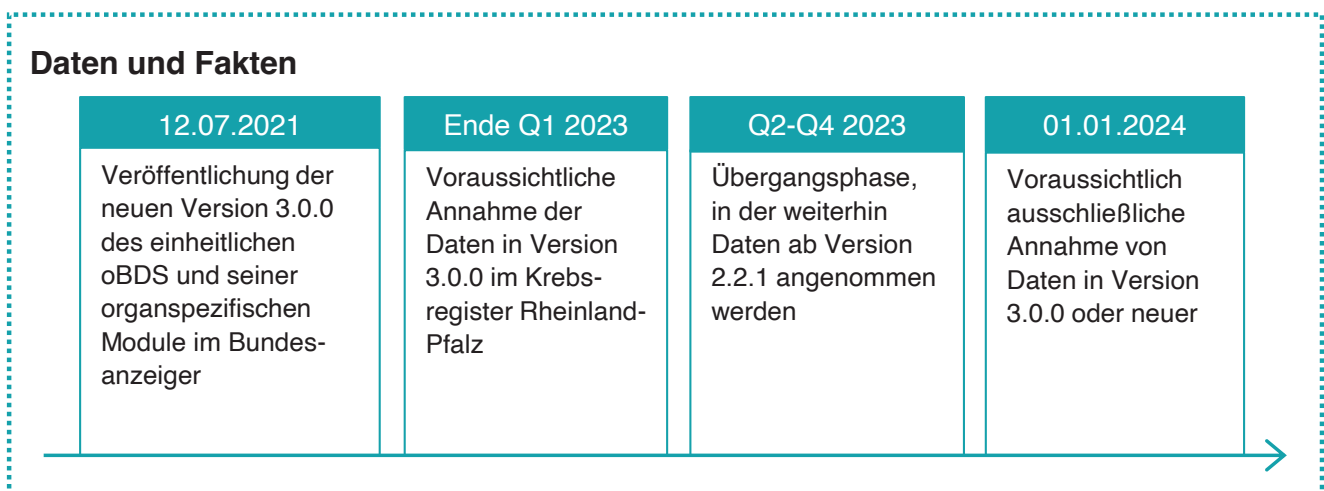 Daten und Fakten
12.07.2021
Veröffentlichung der
neuen Version 3.0.0
des einheitlichen
oBDS und seiner
organspezifischen
Module im Bundes-
anzeiger
Ende Q1 2023
Voraussichtliche
Annahme der
Daten in Version
3.0.0 im Krebs-
register Rheinland-
Pfalz
Q2-Q4 2023
Übergangsphase,
in der weiterhin
Daten ab Version
2.2.1 angenommen
werden
01.01.2024
Voraussichtlich
ausschließliche
Annahme von
Daten in Version
3.0.0 oder neuer